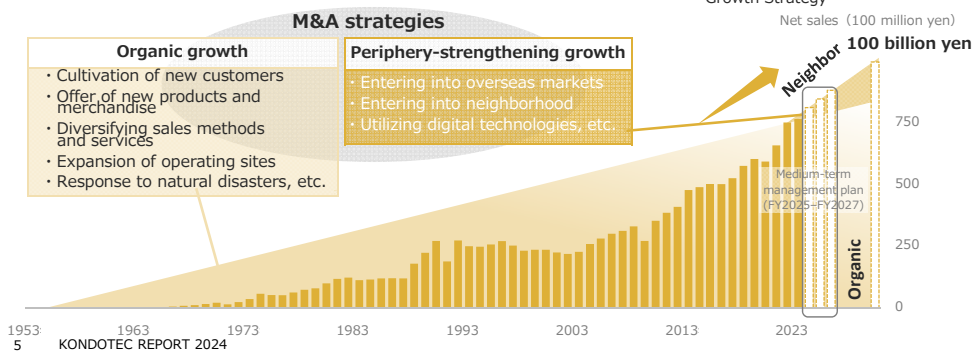 Growth Strategy
M&A strategies
Net sales（100 million yen）
100 billion yen
Organic growth
・Cultivation of new customers
・Offer of new products and
merchandise
・Diversifying sales methods
and services
・Expansion of operating sites
・Response to natural disasters, etc.
Periphery-strengthening growth
・Entering into overseas markets
・Entering into neighborhood
・Utilizing digital technologies, etc.
Neighbor
750
500
250
0
Medium-term
management plan
(FY2025–FY2027)
Organic
1953
1963
1973
1983
1993
2003
2013
2023
5 KONDOTEC REPORT 2024